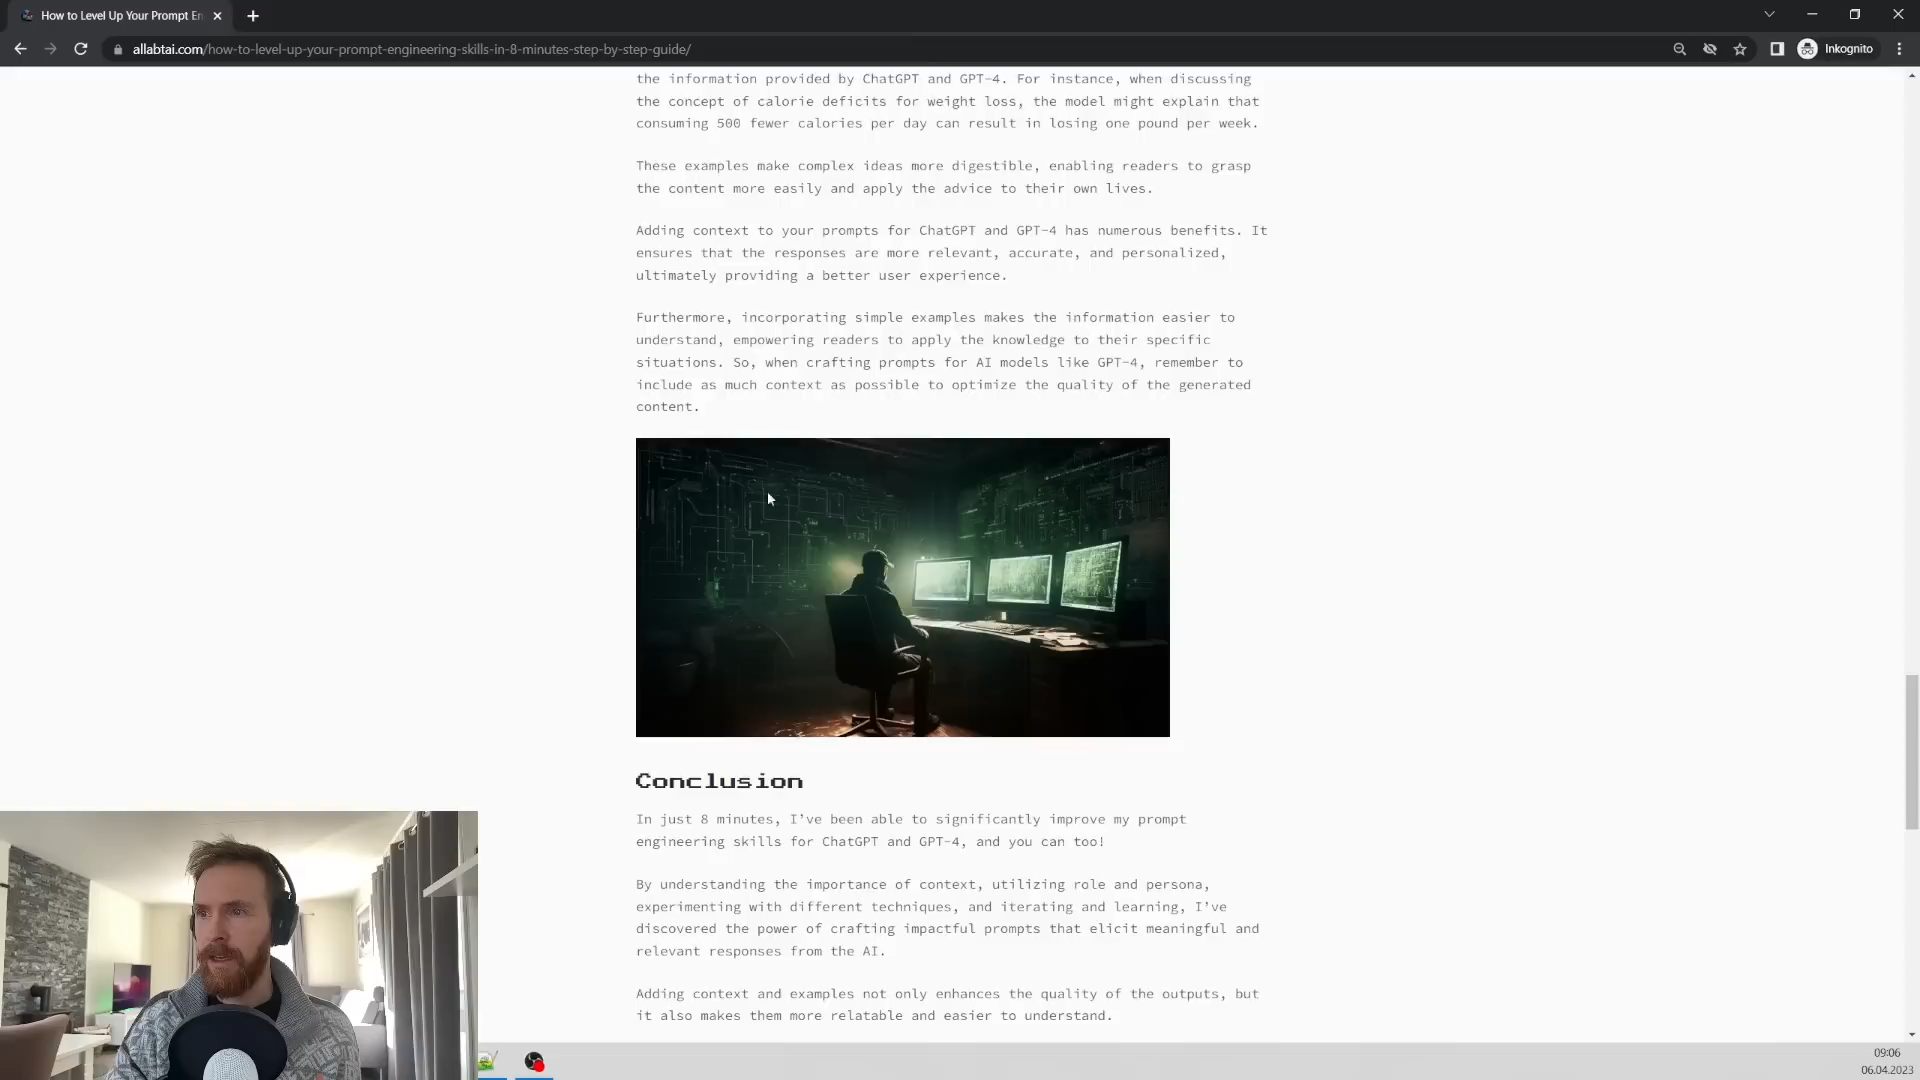 How to Level Up Your Prompt En
allabtai.com/how-to-level-up-your-prompt-engineering-skills-in-8-minutes-step-by-step-guide/
Inkognito
the information provided by ChatGPT and GPT-4. For instance, when discussing
the concept of calorie deficits for weight loss, the model might explain that
consuming 500 fewer calories per day can result in losing one pound per week.
These examples make complex ideas more digestible, enabling readers to grasp
the content more easily and apply the advice to their own lives.
Adding context to your prompts for ChatGPT and GPT-4 has numerous benefits. It
ensures that the responses are more relevant, accurate, and personalized,
ultimately providing a better user experience.
Furthermore, incorporating simple examples makes the information easier to
understand, empowering readers to apply the knowledge to their specific
situations. So, when crafting prompts for AI models like GPT-4, remember to
include as much context as possible to optimize the quality of the generated
content.
Conclusion
In just 8 minutes, I’ve been able to significantly improve my prompt
engineering skills for ChatGPT and GPT-4, and you can too!
By understanding the importance of context, utilizing role and persona,
experimenting with different techniques, and iterating and learning, I’ve
discovered the power of crafting impactful prompts that elicit meaningful and
relevant responses from the AI.
Adding context and examples not only enhances the quality of the outputs, but
it also makes them more relatable and easier to understand.
09:06
06.04.2023